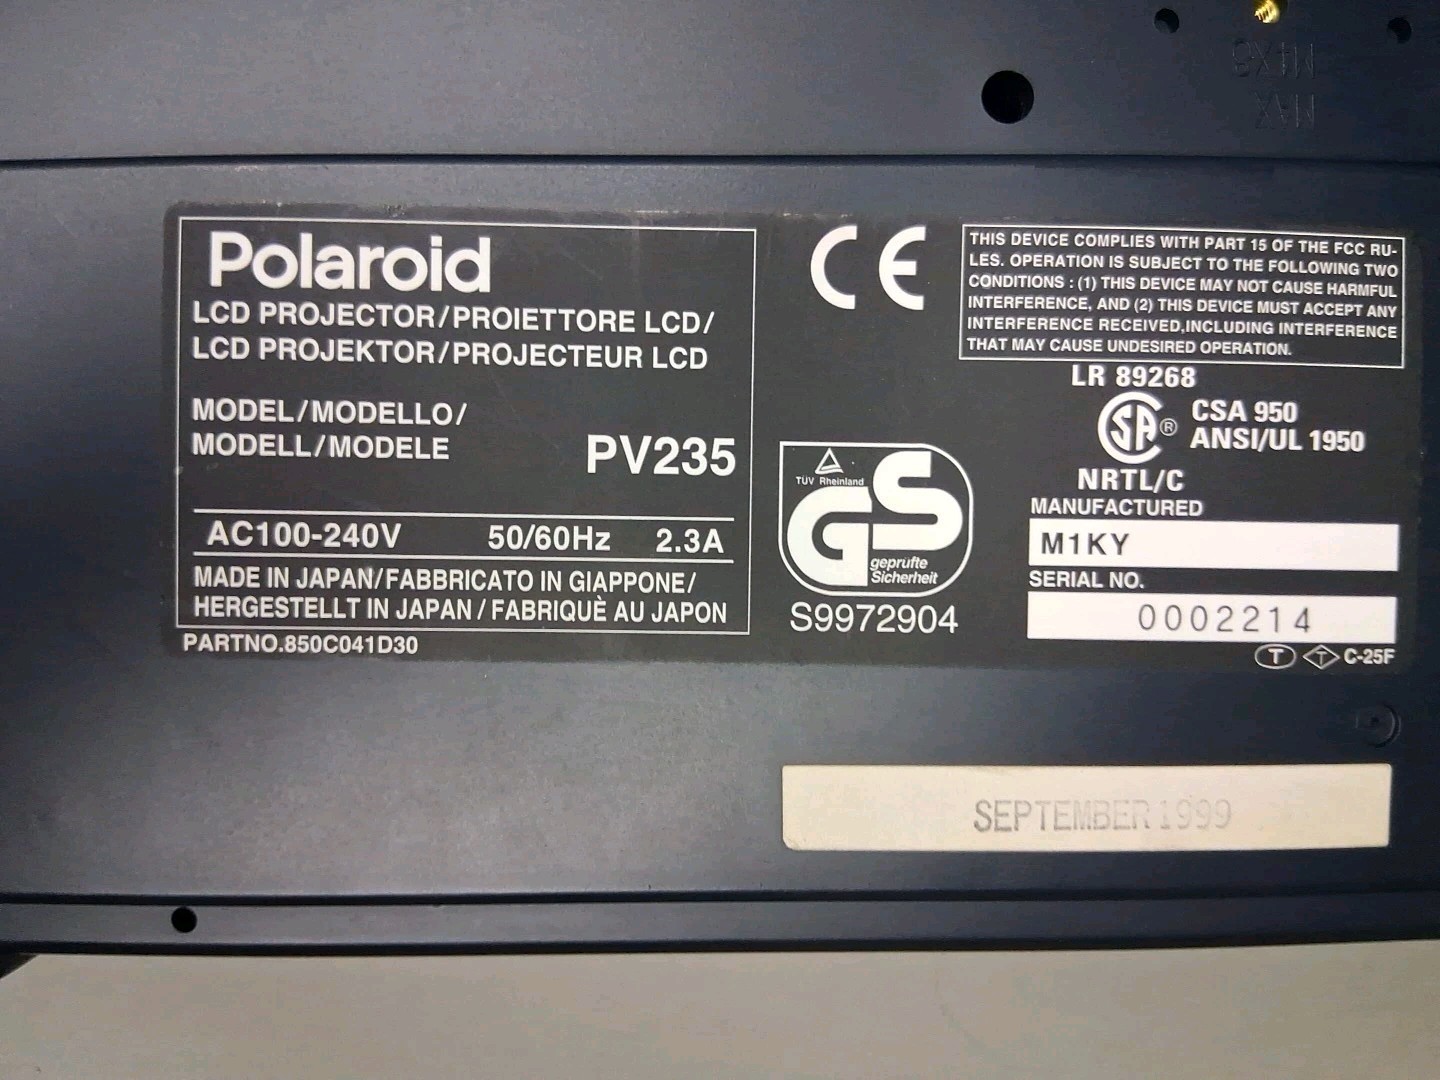 M4X8
MAX
Polaroid
LCD PROJECTOR/PROIETTORE LCD/
LCD PROJEKTOR/PROJECTEUR LCD
MODEL/MODELLO/
MODELL/MODELE
PV235
AC100-240V 50/60Hz 2.3A
MADE IN JAPAN/FABBRICATO IN GIAPPONE/
HERGESTELLT IN JAPAN / FABRIQUÈ AU JAPON
PARTNO.850C041D30
CE
TÜV Rheinland
GS
geprüfte
Sicherheit
S9972904
THIS DEVICE COMPLIES WITH PART 15 OF THE FCC RU-
LES. OPERATION IS SUBJECT TO THE FOLLOWING TWO
CONDITIONS : (1) THIS DEVICE MAY NOT CAUSE HARMFUL
INTERFERENCE, AND (2) THIS DEVICE MUST ACCEPT ANY
INTERFERENCE RECEIVED,INCLUDING INTERFERENCE
THAT MAY CAUSE UNDESIRED OPERATION.
LR 89268
SA ® CSA 950
ANSI/UL 1950
NRTL/C
MANUFACTURED
M1KY
SERIAL NO.
0002214
T T C-25F
SEPTEMBER 1999